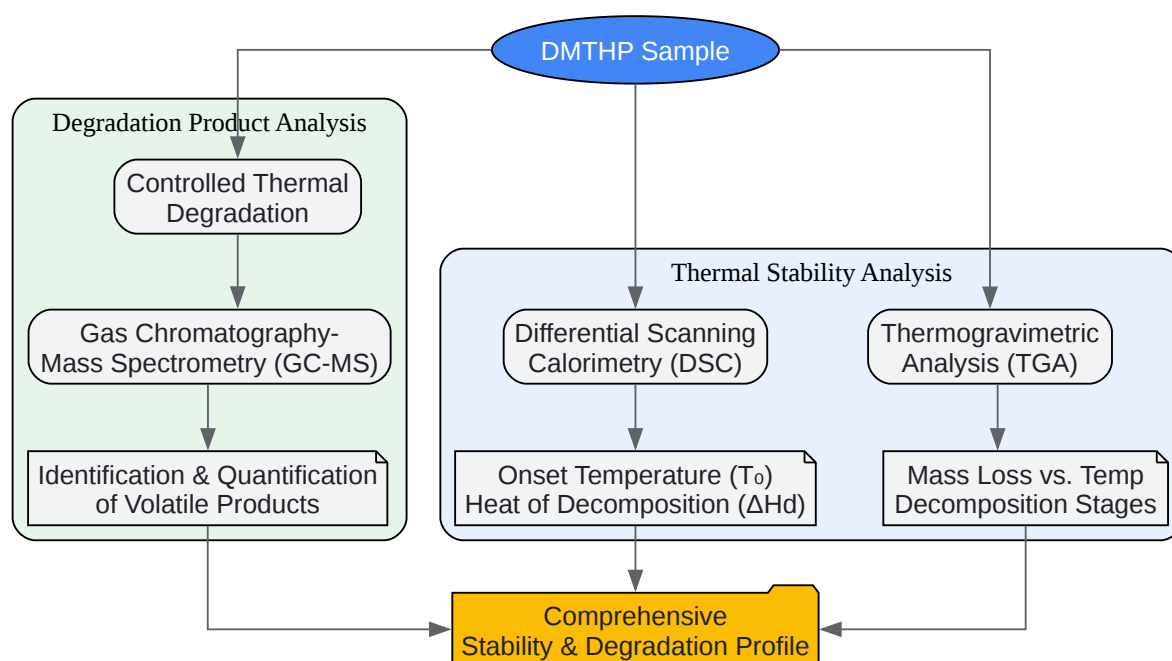 DMTHP Sample
Degradation Product Analysis
Controlled Thermal
Degradation
Gas Chromatography-
Mass Spectrometry (GC-MS)
Identification & Quantification
of Volatile Products
Thermal Stability Analysis
Differential Scanning
Calorimetry (DSC)
Onset Temperature (T₀)
Heat of Decomposition (ΔHd)
Thermogravimetric
Analysis (TGA)
Mass Loss vs. Temp
Decomposition Stages
Comprehensive
Stability & Degradation Profile